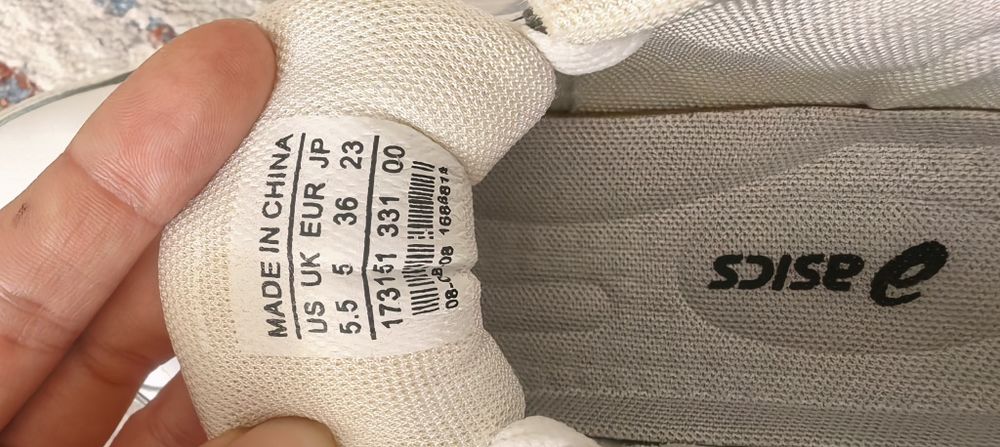 MADE IN CHINA
US UK EUR JP
5.5 5 36 23
173151 331 00
asics